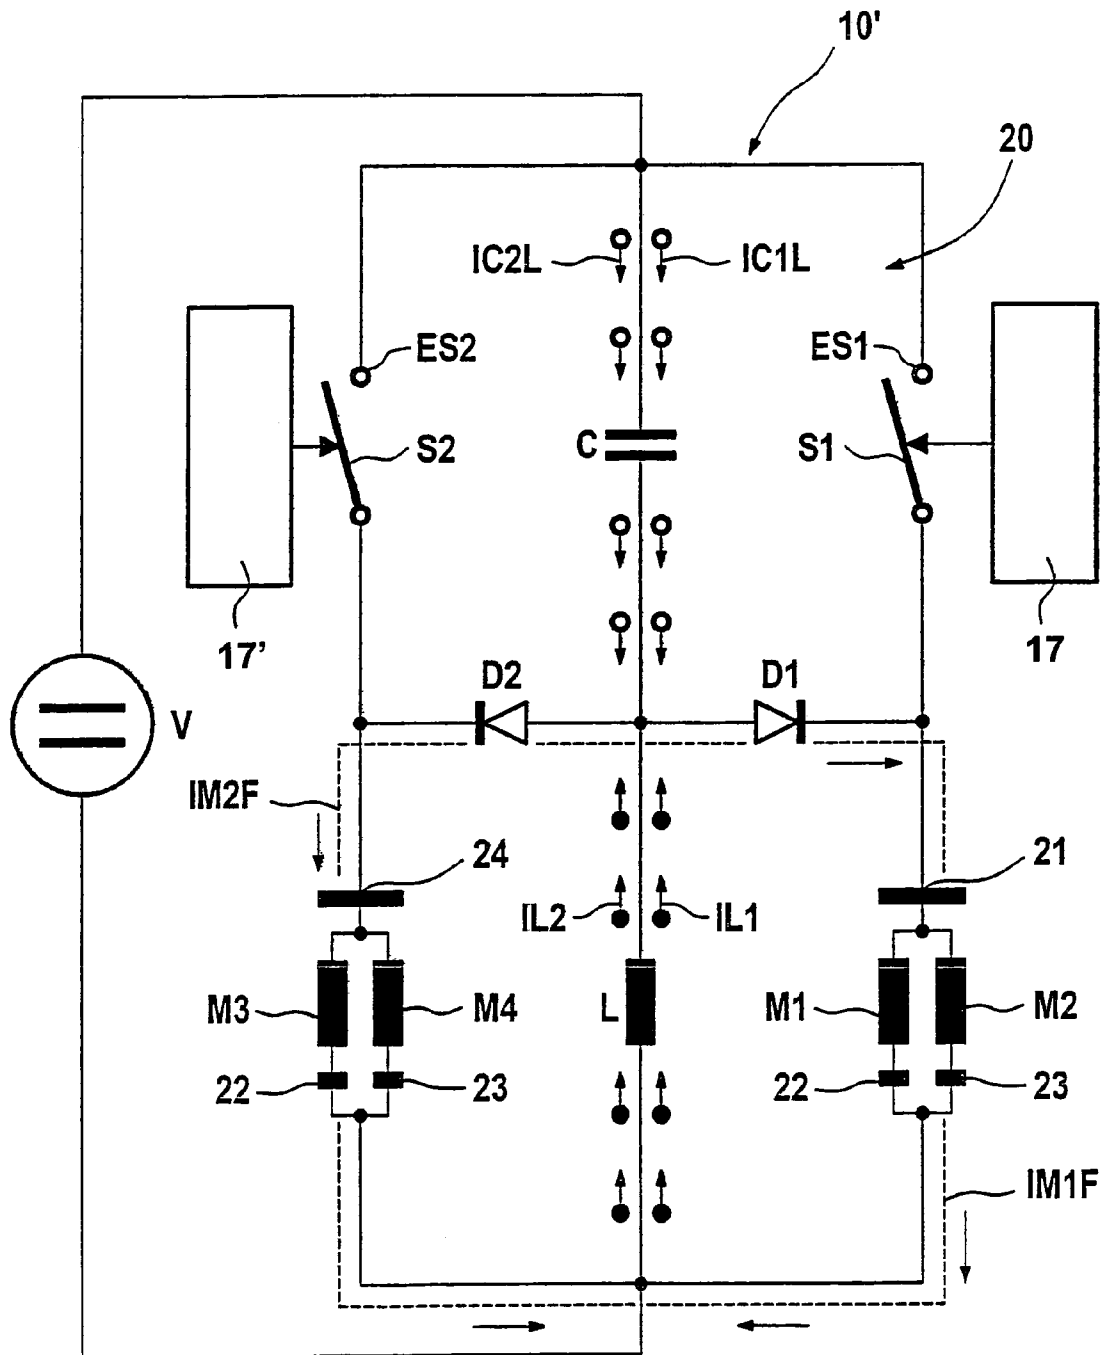 10'
20
IC2L
IC1L
ES2
ES1
S2
C
S1
17’
17
D2
D1
V
IM2F
24
21
IL2
IL1
M3
M4
L
M1
M2
22
23
22
23
IM1F